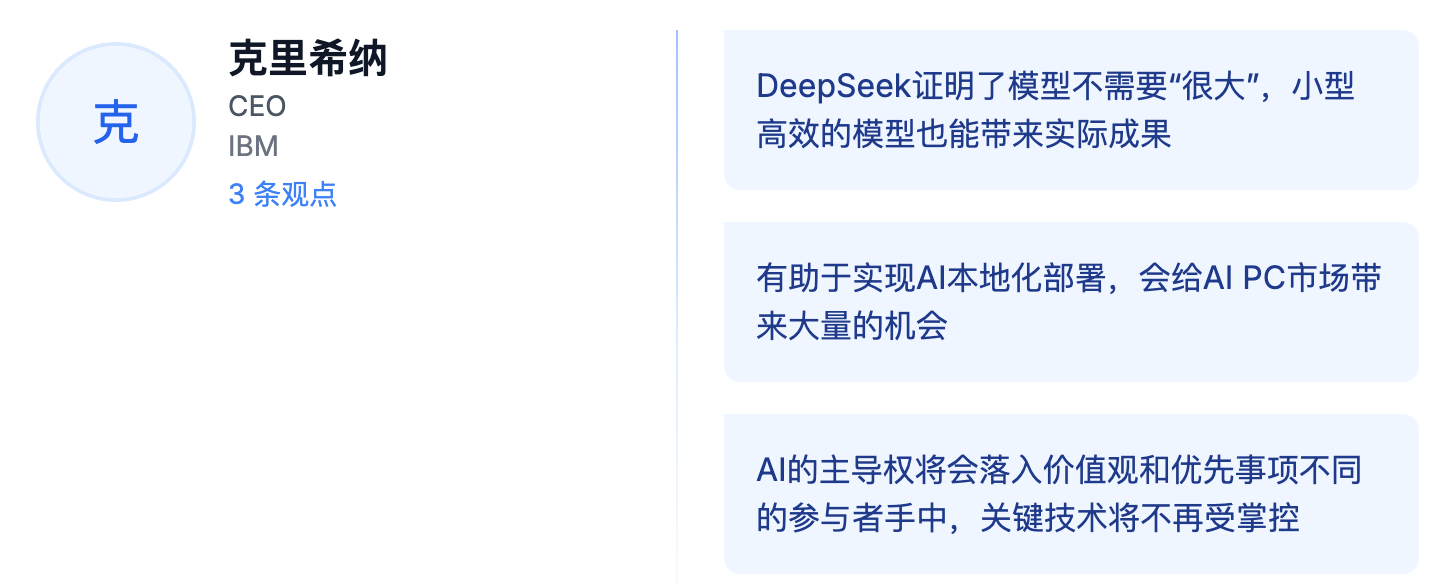 克
克里希纳
CEO
IBM
3 条观点
DeepSeek证明了模型不需要“很大”，小型
高效的模型也能带来实际成果
有助于实现AI本地化部署，会给AI PC市场带
来大量的机会
AI的主导权将会落入价值观和优先事项不同
的参与者手中，关键技术将不再受掌控